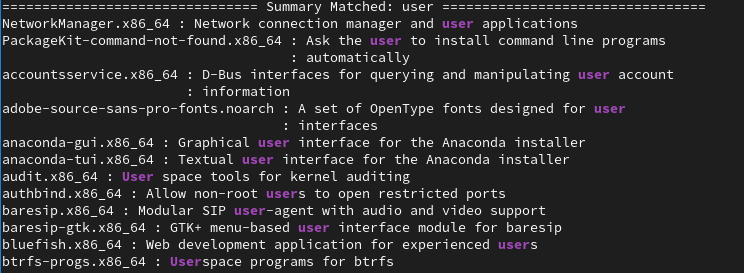 ================================ Summary Matched: user =================================
NetworkManager.x86_64 : Network connection manager and user applications
PackageKit-command-not-found.x86_64 : Ask the user to install command line programs
: automatically
accountsservice.x86_64 : D-Bus interfaces for querying and manipulating user account
: information
adobe-source-sans-pro-fonts.noarch : A set of OpenType fonts designed for user
: interfaces
anaconda-gui.x86_64 : Graphical user interface for the Anaconda installer
anaconda-tui.x86_64 : Textual user interface for the Anaconda installer
audit.x86_64 : User space tools for kernel auditing
authbind.x86_64 : Allow non-root users to open restricted ports
baresip.x86_64 : Modular SIP user-agent with audio and video support
baresip-gtk.x86_64 : GTK+ menu-based user interface module for baresip
bluefish.x86_64 : Web development application for experienced users
btrfs-progs.x86_64 : Userspace programs for btrfs